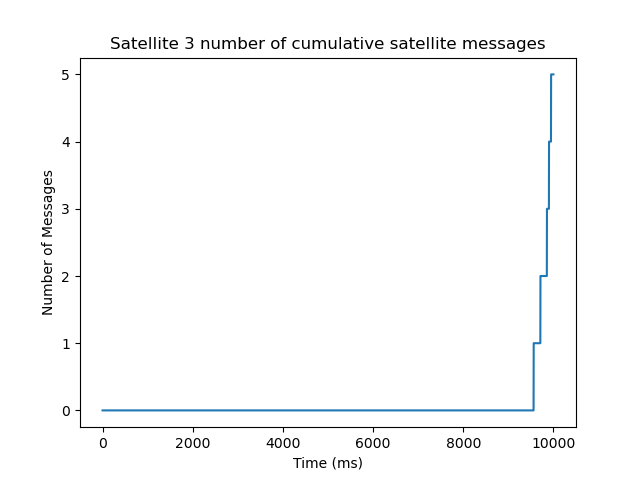 Satellite 3 number of cumulative satellite messages
5
4
3
2
1
0
Number of Messages
0 2000 4000 6000 8000 10000
Time (ms)